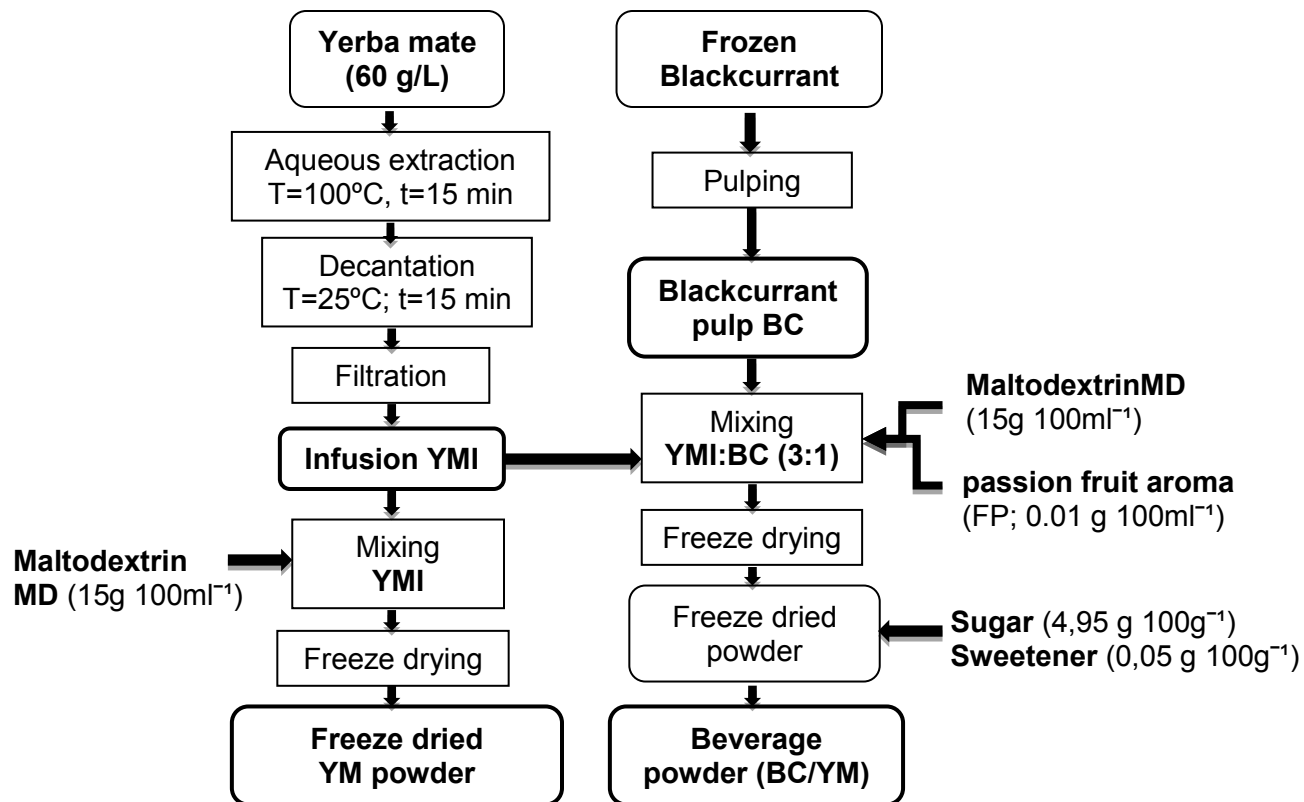 Yerba mate
(60 g/L)
Aqueous extraction
T=100ºC, t=15 min
Decantation
T=25ºC; t=15 min
Filtration
Infusion YMI
Maltodextrin
MD (15g 100ml⁻¹)
Mixing
YMI
Freeze drying
Freeze dried
YM powder
Frozen
Blackcurrant
Pulping
Blackcurrant
pulp BC
Mixing
YMI:BC (3:1)
MaltodextrinMD
(15g 100ml⁻¹)
passion fruit aroma
(FP; 0.01 g 100ml⁻¹)
Freeze drying
Freeze dried
powder
Sugar (4,95 g 100g⁻¹)
Sweetener (0,05 g 100g⁻¹)
Beverage
powder (BC/YM)